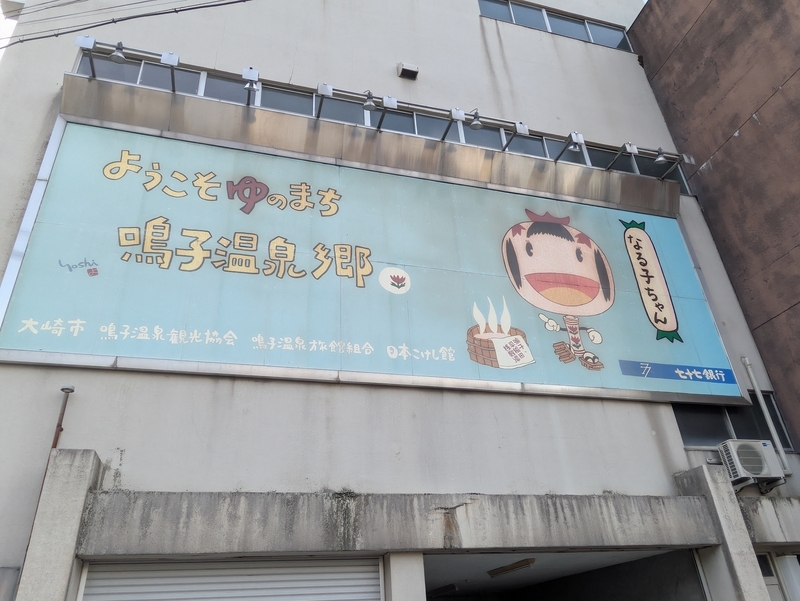 ようこそゆのまち
鳴子温泉郷
yoshi
大崎市 鳴子温泉観光協会 鳴子温泉旅館組合 日本こけし館
なる子ちゃん
七十七銀行